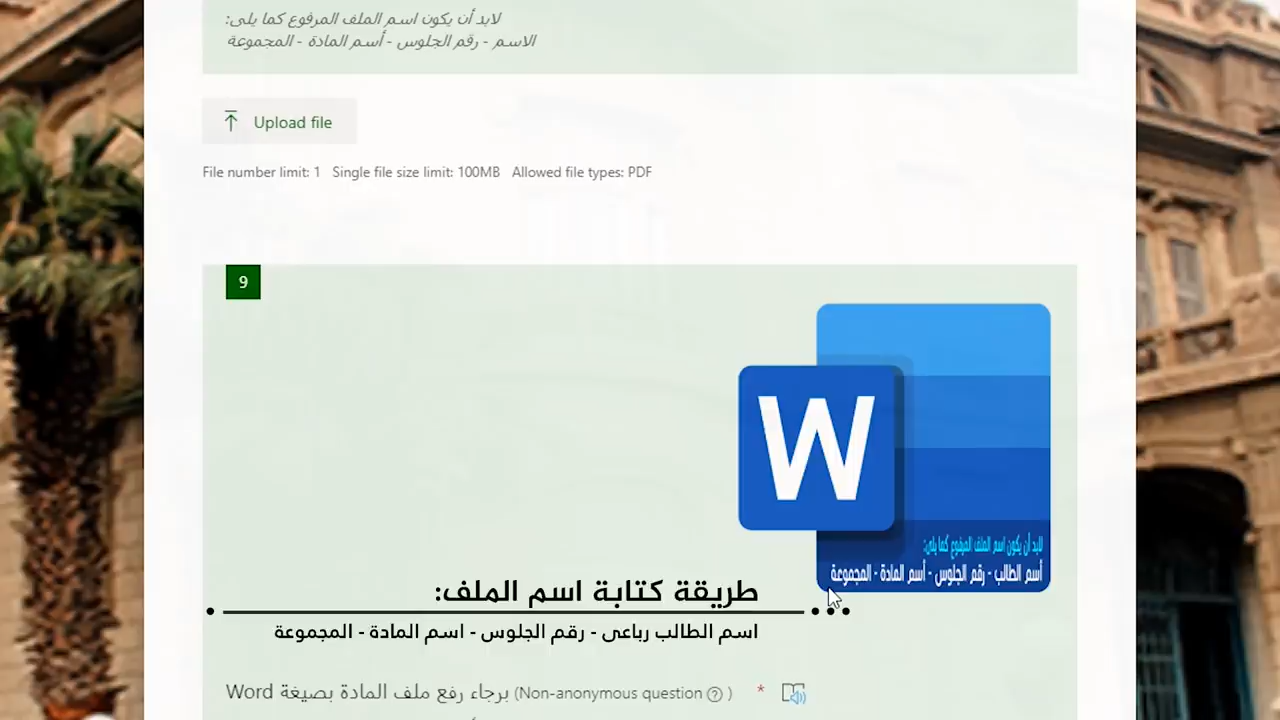 لابد أن يكون اسم الملف المرفوع كما يلى:
الاسم - رقم الجلوس - أسم المادة - المجموعة
Upload file
File number limit: 1 Single file size limit: 100MB Allowed file types: PDF
9
W
لابد أن يكون اسم الملف المرفوع كما يلى:
أسم الطالب - رقم الجلوس - أسم المادة - المجموعة
طريقة كتابة اسم الملف:
اسم الطالب رباعى - رقم الجلوس - اسم المادة - المجموعة
برجاء رفع ملف المادة بصيغة Word (Non-anonymous question) *